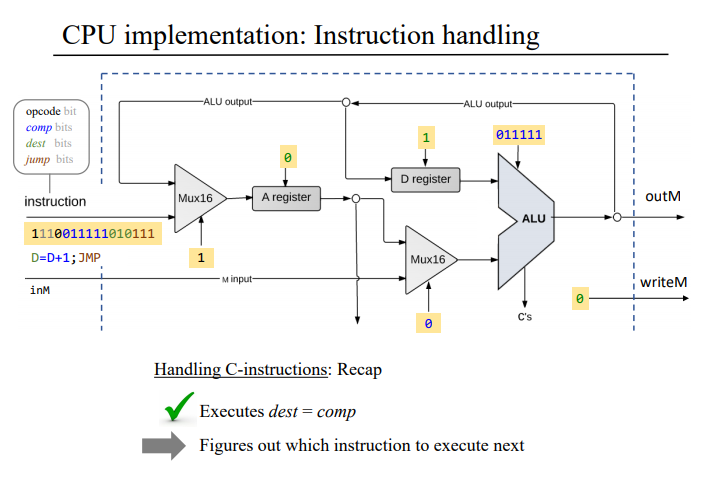 CPU implementation: Instruction handling
opcode bit
comp bits
dest bits
jump bits
instruction
1110011111010111
D=D+1;JMP
inM
ALU output
ALU output
Mux16
1
0
A register
1
D register
011111
ALU
Mux16
0
M input
C's
outM
writeM
0
Handling C-instructions: Recap
Executes dest = comp
Figures out which instruction to execute next